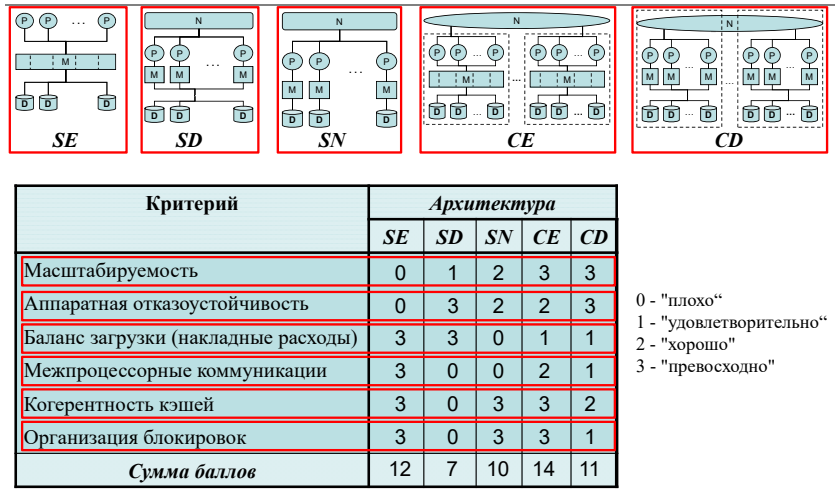 P P ... P
M
D D D
SE
N
P P ... P
M M M
D D D
SD
N
P P ... P
M M M
D D D
SN
N
P P ... P P P ... P
M ... M
D D ... D D D ... D
CE
N
P P ... P P P ... P
M M ... M ... M M ... M
D D ... D D D ... D
CD
Критерий Архитектура
SE SD SN CE CD
Масштабируемость 0 1 2 3 3
Аппаратная отказоустойчивость 0 3 2 2 3
Баланс загрузки (накладные расходы) 3 3 0 1 1
Межпроцессорные коммуникации 3 0 0 2 1
Когерентность кэшей 3 0 3 3 2
Организация блокировок 3 0 3 3 1
Сумма баллов 12 7 10 14 11
0 - "плохо“
1 - "удовлетворительно“
2 - "хорошо"
3 - "превосходно"